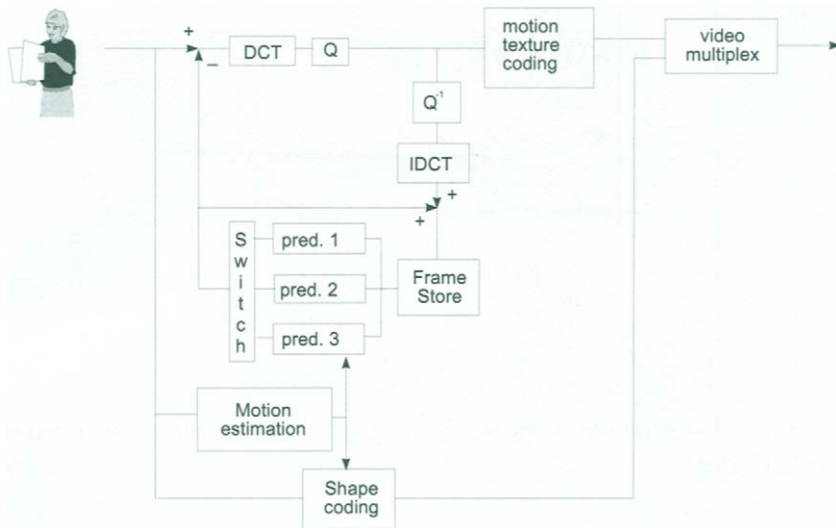 +
−
DCT
Q
motion
texture
coding
video
multiplex
Q⁻¹
IDCT
+
+
S
w
i
t
c
h
pred. 1
pred. 2
pred. 3
Frame
Store
Motion
estimation
Shape
coding